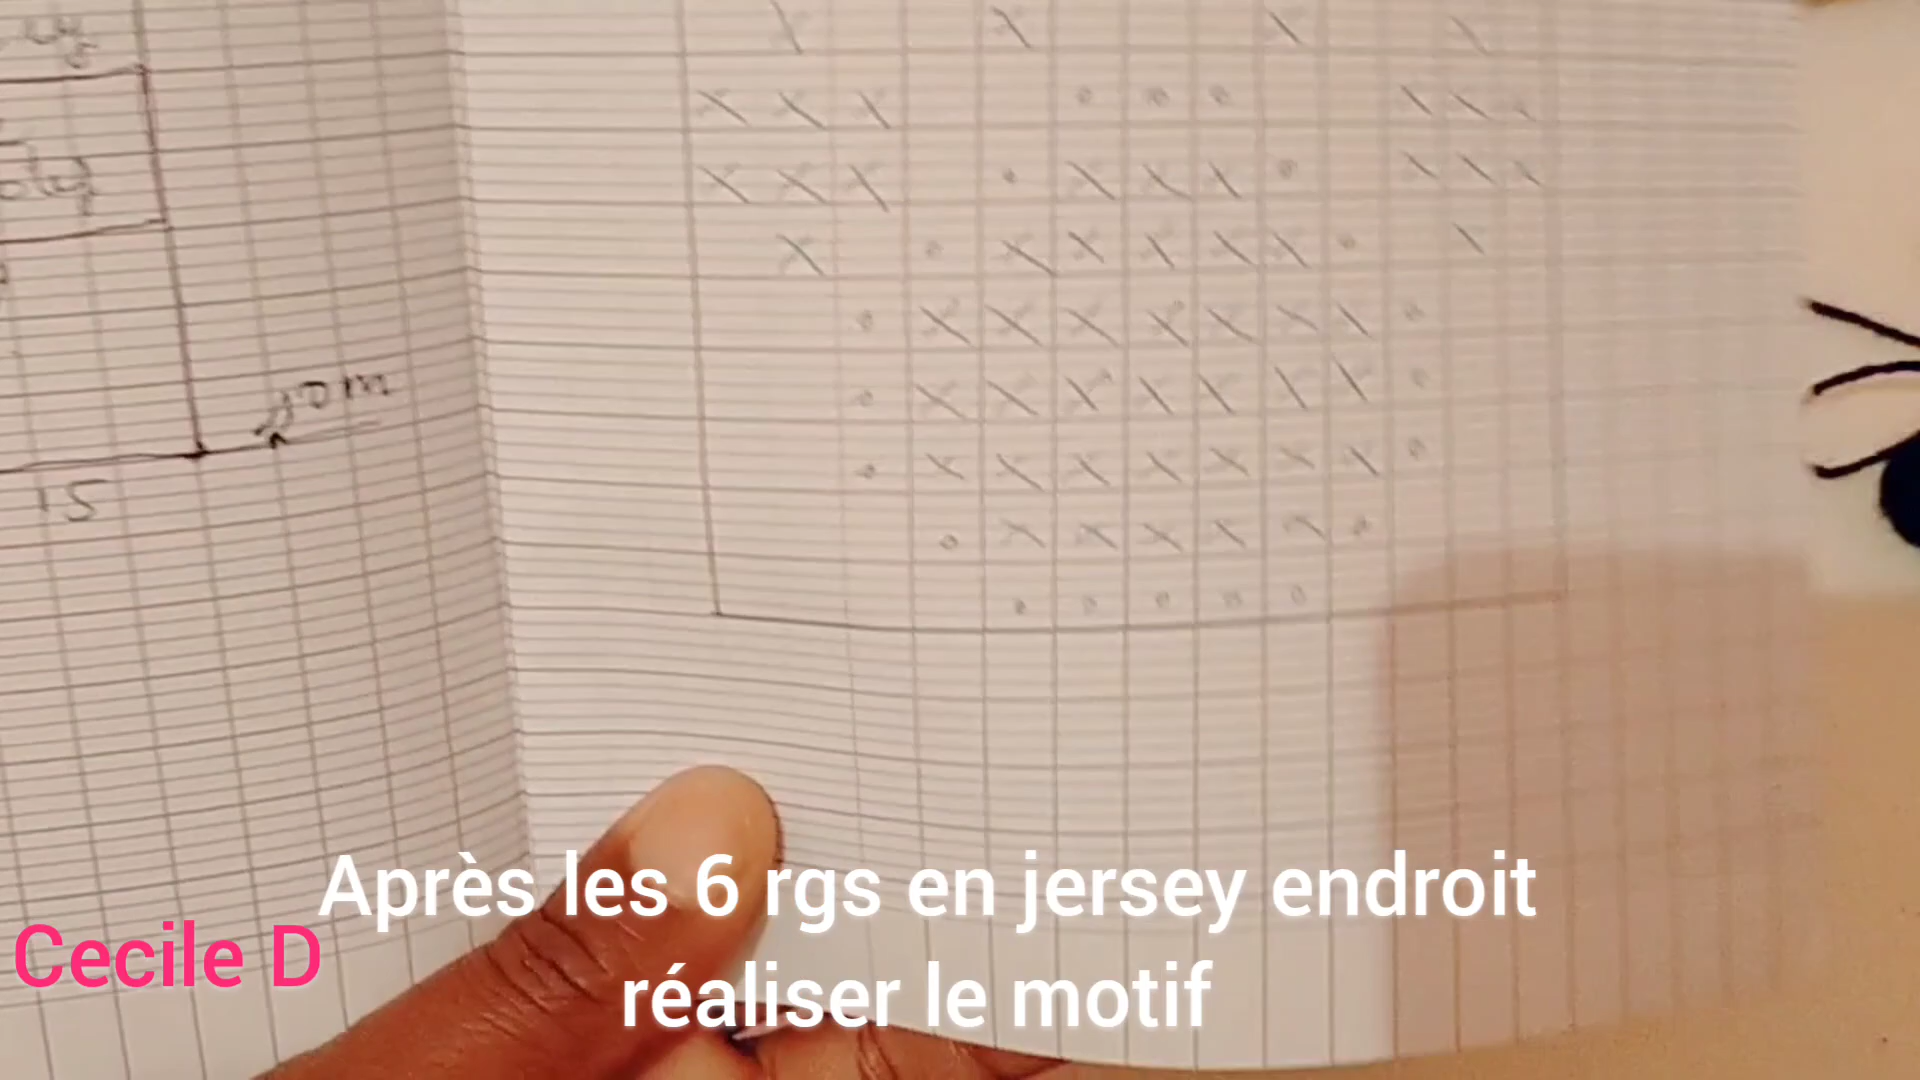 20m
15
Après les 6 rgs en jersey endroit
réaliser le motif
Cecile D